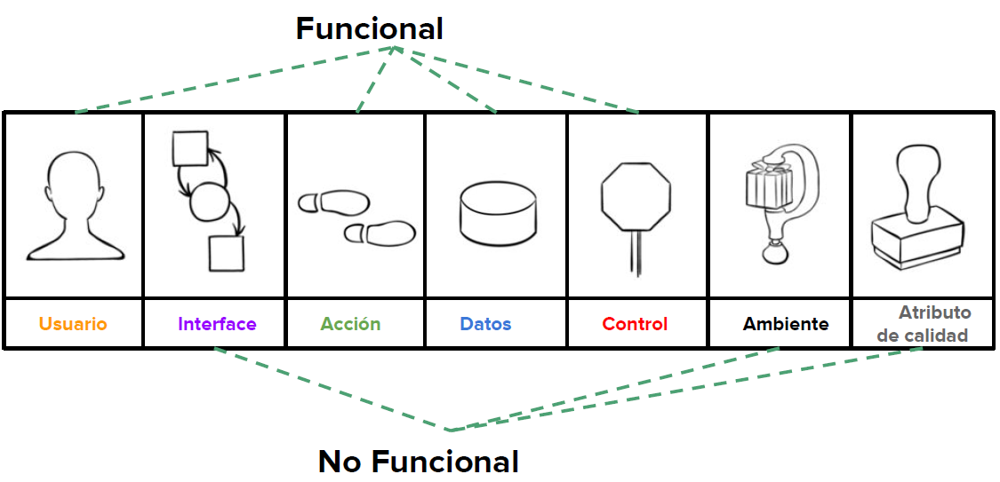 Funcional
Usuario
Interface
Acción
Datos
Control
Ambiente
Atributo
de calidad
No Funcional